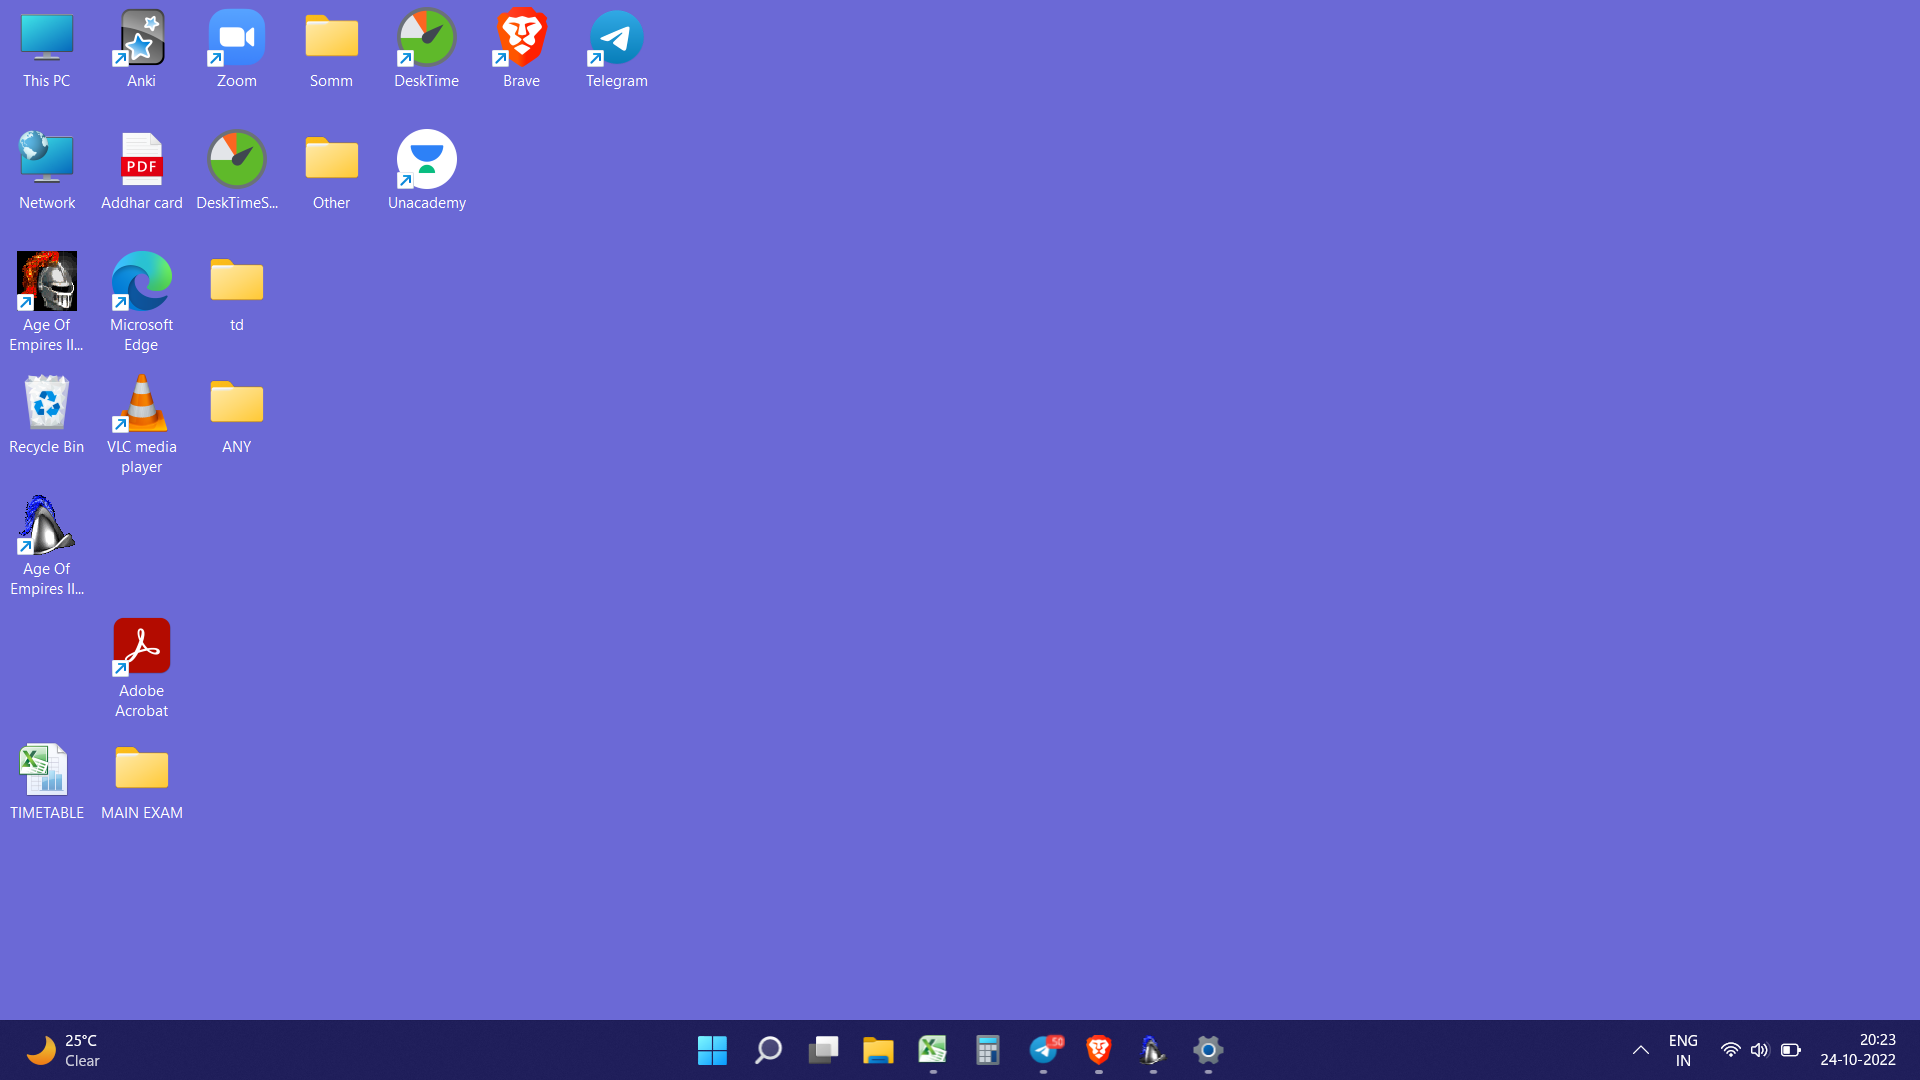 This PC
Anki
Zoom
Somm
DeskTime
Brave
Telegram
Network
PDF
Addhar card
DeskTimeS...
Other
Unacademy
Age Of
Empires II...
Microsoft
Edge
td
Recycle Bin
VLC media
player
ANY
Age Of
Empires II...
Adobe
Acrobat
TIMETABLE
MAIN EXAM
25°C
Clear
50
ENG
IN
20:23
24-10-2022